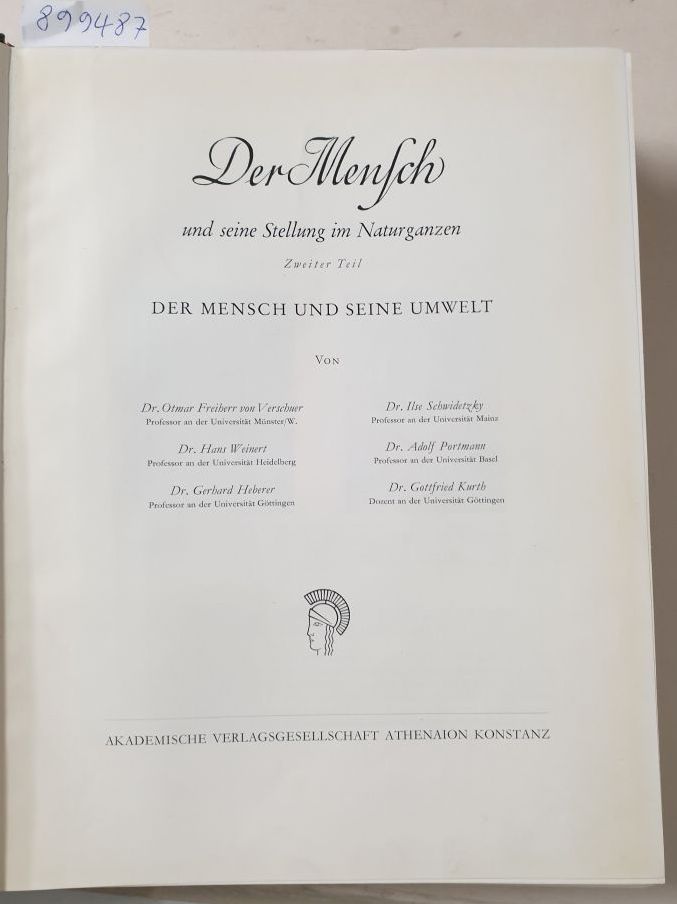 899487
Der Menſch
und seine Stellung im Naturganzen
Zweiter Teil
DER MENSCH UND SEINE UMWELT
VON
Dr. Otmar Freiherr von Verschuer
Professor an der Universität Münster/W.
Dr. Hans Weinert
Professor an der Universität Heidelberg
Dr. Gerhard Heberer
Professor an der Universität Göttingen
Dr. Ilse Schwidetzky
Professor an der Universität Mainz
Dr. Adolf Portmann
Professor an der Universität Basel
Dr. Gottfried Kurth
Dozent an der Universität Göttingen
AKADEMISCHE VERLAGSGESELLSCHAFT ATHENAION KONSTANZ